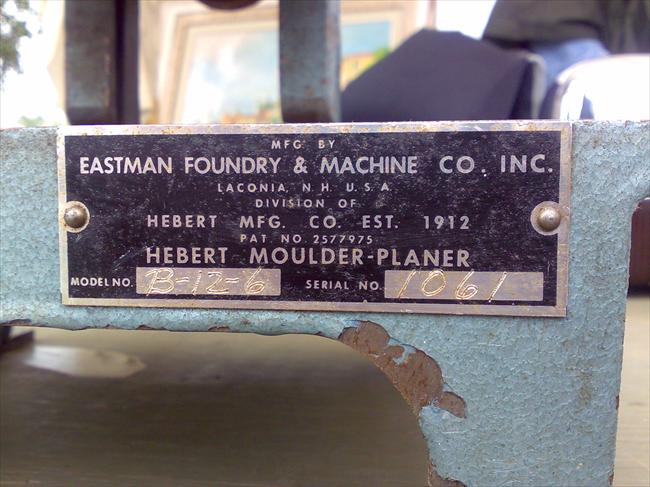 MFG BY
EASTMAN FOUNDRY & MACHINE CO. INC.
LACONIA, N.H. U.S.A.
DIVISION OF
HEBERT MFG. CO. EST. 1912
PAT NO. 2577975
HEBERT MOULDER-PLANER
MODEL NO. B-12-6 SERIAL NO. 1061